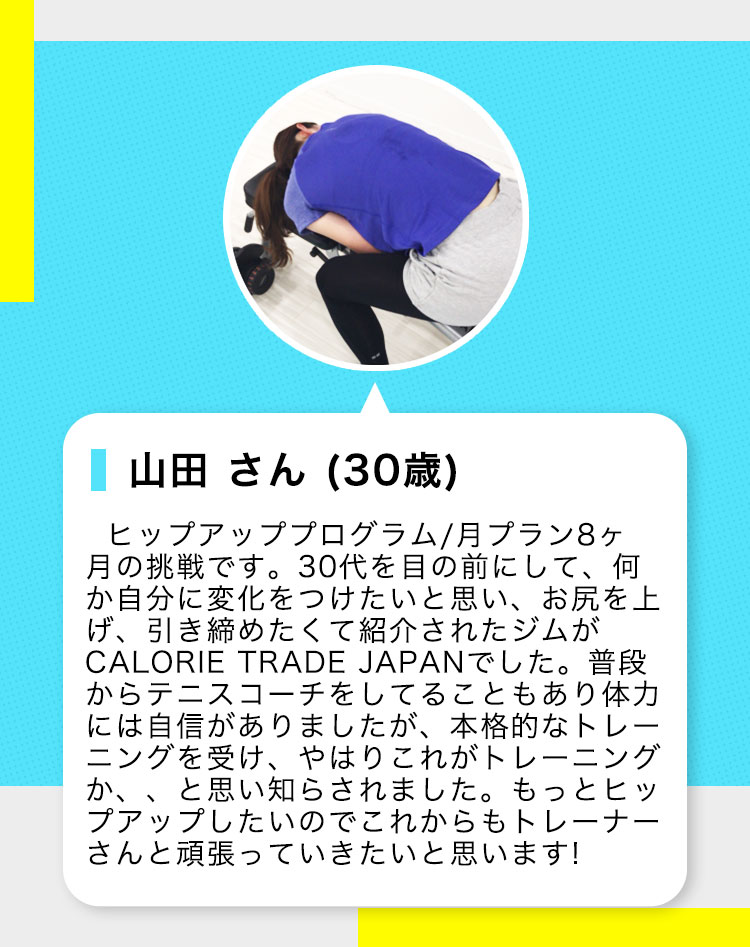 山田 さん (30歳)
ヒップアッププログラム/月プラン8ヶ
月の挑戦です。30代を目の前にして、何
か自分に変化をつけたいと思い、お尻を上
げ、引き締めたくて紹介されたジムが
CALORIE TRADE JAPANでした。普段
からテニスコーチをしてることもあり体力
には自信がありましたが、本格的なトレー
ニングを受け、やはりこれがトレーニング
か、、と思い知らされました。もっとヒッ
プアップしたいのでこれからもトレーナー
さんと頑張っていきたいと思います!